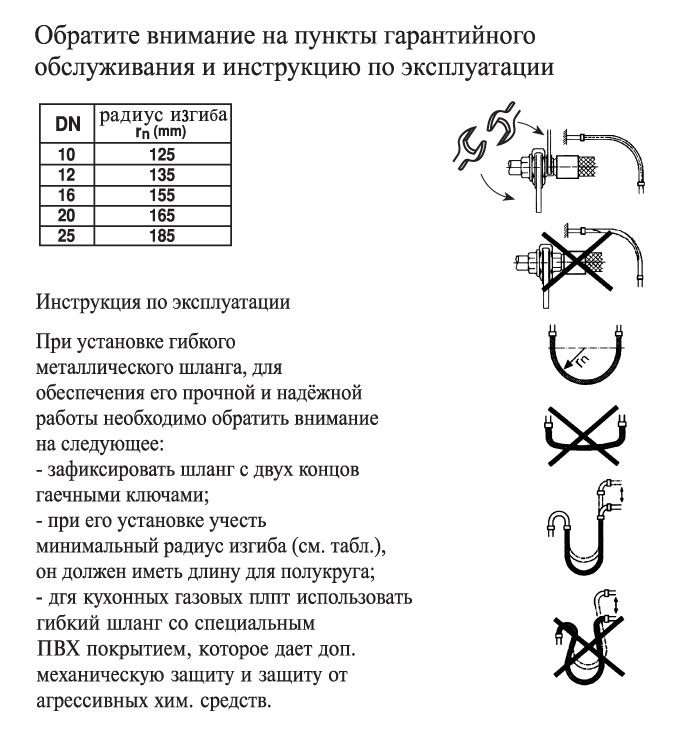 Обратите внимание на пункты гарантийного
обслуживания и инструкцию по эксплуатации
DN радиус изгиба rn (mm)
10 125
12 135
16 155
20 165
25 185
rn
Инструкция по эксплуатации
При установке гибкого
металлического шланга, для
обеспечения его прочной и надёжной
работы необходимо обратить внимание
на следующее:
- зафиксировать шланг с двух концов
гаечными ключами;
- при его установке учесть
минимальный радиус изгиба (см. табл.),
он должен иметь длину для полукруга;
- дгя кухонных газовых плпт использовать
гибкий шланг со специальным
ПВХ покрытием, которое дает доп.
механическую защиту и защиту от
агрессивных хим. средств.